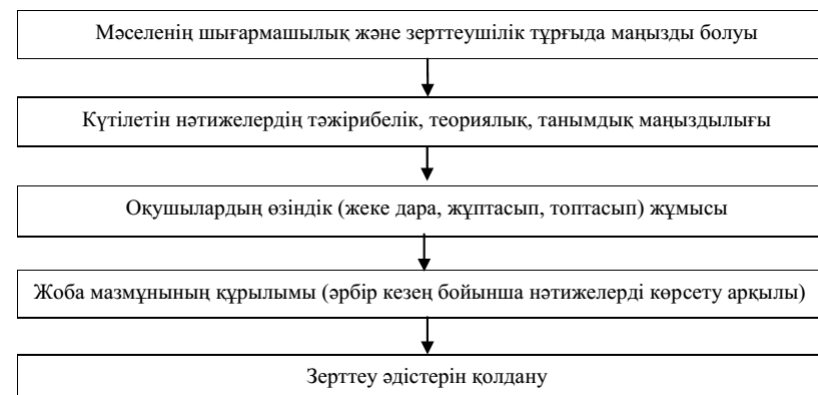 Мәселенің шығармашылық және зерттеушілік тұрғыда маңызды болуы
Күтілетін нәтижелердің тәжірибелік, теориялық, танымдық маңыздылығы
Оқушылардың өзіндік (жеке дара, жұптасып, топтасып) жұмысы
Жоба мазмұнының құрылымы (әрбір кезең бойынша нәтижелерді көрсету арқылы)
Зерттеу әдістерін қолдану